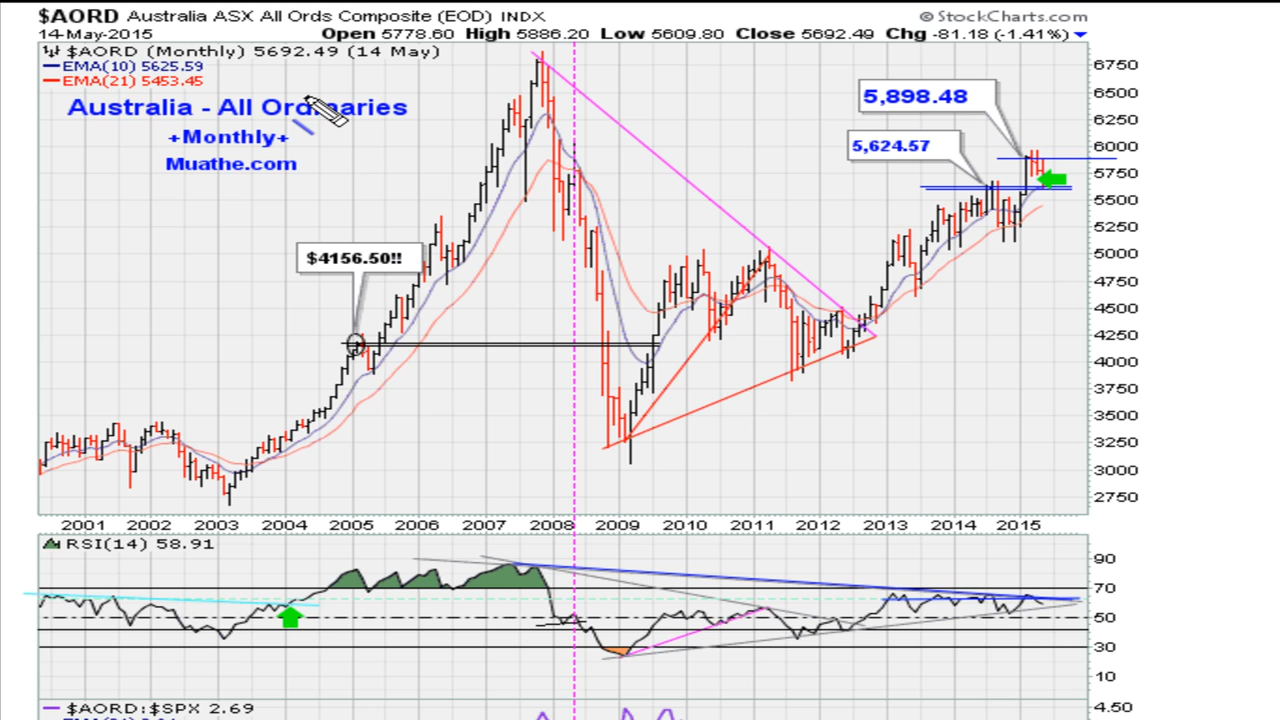 $AORD Australia ASX All Ords Composite (EOD) INDX
© StockCharts.com
14-May-2015
Open 5778.60 High 5886.20 Low 5609.80 Close 5692.49 Chg -81.18 (-1.41%)
$AORD (Monthly) 5692.49 (14 May)
EMA(10) 5625.59
EMA(21) 5453.45
Australia - All Ordinaries
+Monthly+
Muathe.com
5,898.48
5,624.57
$4156.50!!
6750
6500
6250
6000
5750
5500
5250
5000
4750
4500
4250
4000
3750
3500
3250
3000
2750
2001 2002 2003 2004 2005 2006 2007 2008 2009 2010 2011 2012 2013 2014 2015
RSI(14) 58.91
90
70
50
30
10
$AORD:$SPX 2.69
4.50